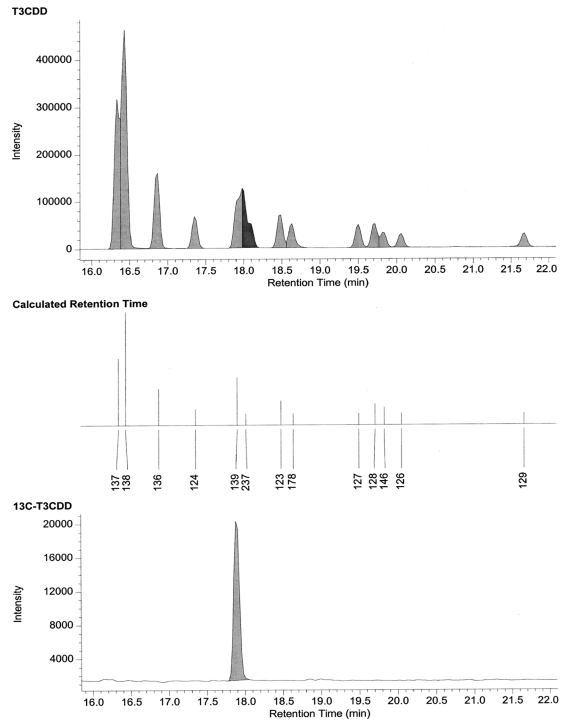 T3CDD
400000
300000
200000
100000
0
Intensity
16.0 16.5 17.0 17.5 18.0 18.5 19.0 19.5 20.0 20.5 21.0 21.5 22.0
Retention Time (min)
Calculated Retention Time
137 138 136 124 139 237 123 178 127 128 146 126 129
13C-T3CDD
20000
16000
12000
8000
4000
Intensity
16.0 16.5 17.0 17.5 18.0 18.5 19.0 19.5 20.0 20.5 21.0 21.5 22.0
Retention Time (min)